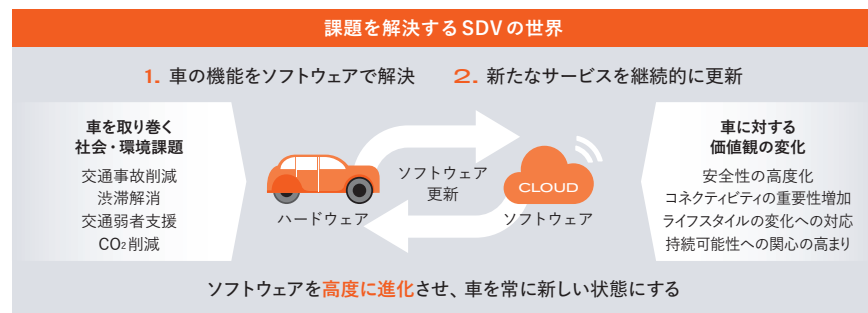 課題を解決するSDVの世界
1. 車の機能をソフトウェアで解決
2. 新たなサービスを継続的に更新
車を取り巻く
社会・環境課題
交通事故削減
渋滞解消
交通弱者支援
CO2削減
ハードウェア
ソフトウェア
更新
CLOUD
ソフトウェア
車に対する
価値観の変化
安全性の高度化
コネクティビティの重要性増加
ライフスタイルの変化への対応
持続可能性への関心の高まり
ソフトウェアを高度に進化させ、車を常に新しい状態にする